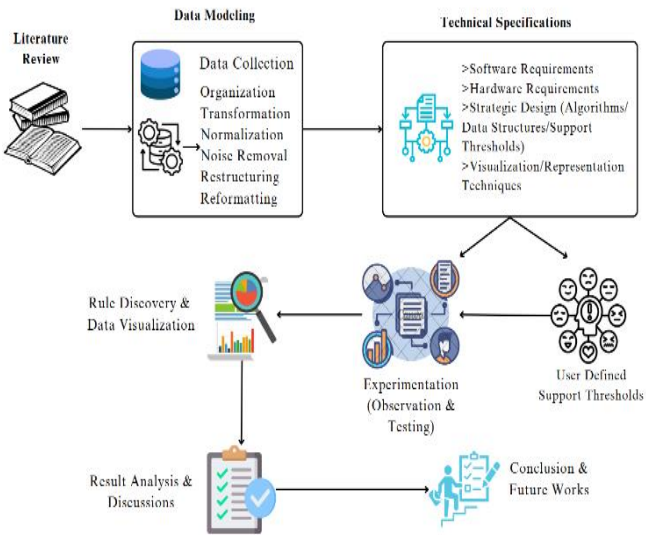 Literature
Review
Data Modeling
Data Collection
Organization
Transformation
Normalization
Noise Removal
Restructuring
Reformatting
Technical Specifications
>Software Requirements
>Hardware Requirements
>Strategic Design (Algorithms/
Data Structures/Support
Thresholds)
>Visualization/Representation
Techniques
Rule Discovery &
Data Visualization
Experimentation
(Observation &
Testing)
User Defined
Support Thresholds
Result Analysis &
Discussions
Conclusion &
Future Works